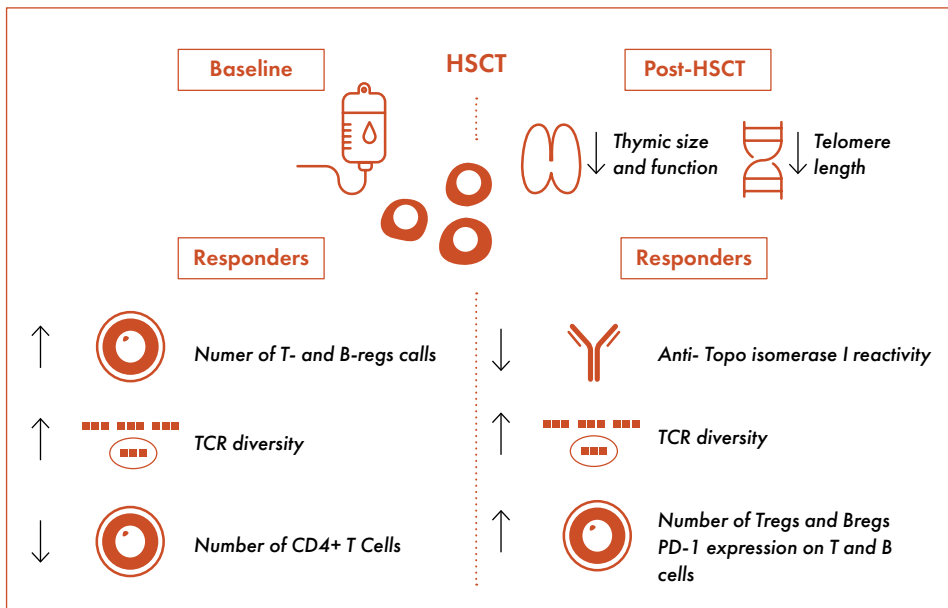 Baseline
HSCT
Post-HSCT
Thymic size
and function
Telomere
length
Responders
Responders
Numer of T- and B-regs calls
TCR diversity
Number of CD4+ T Cells
Anti- Topo isomerase I reactivity
TCR diversity
Number of Tregs and Bregs
PD-1 expression on T and B
cells